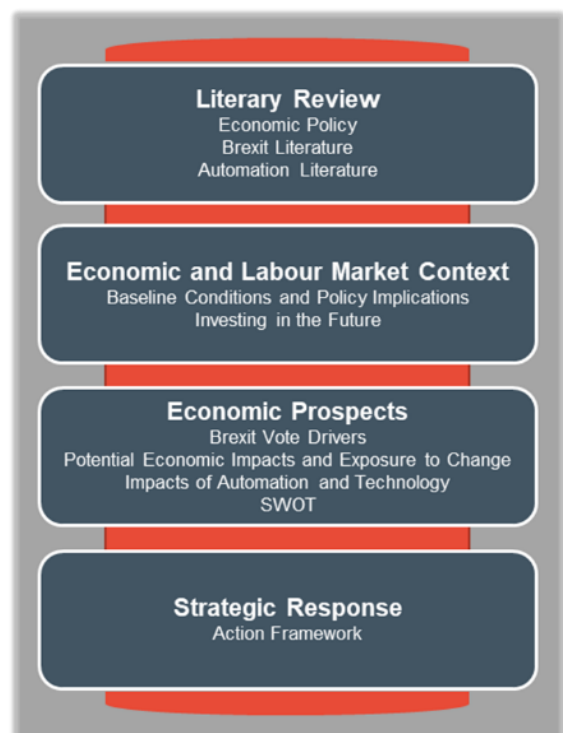 Literary Review
Economic Policy
Brexit Literature
Automation Literature
Economic and Labour Market Context
Baseline Conditions and Policy Implications
Investing in the Future
Economic Prospects
Brexit Vote Drivers
Potential Economic Impacts and Exposure to Change
Impacts of Automation and Technology
SWOT
Strategic Response
Action Framework